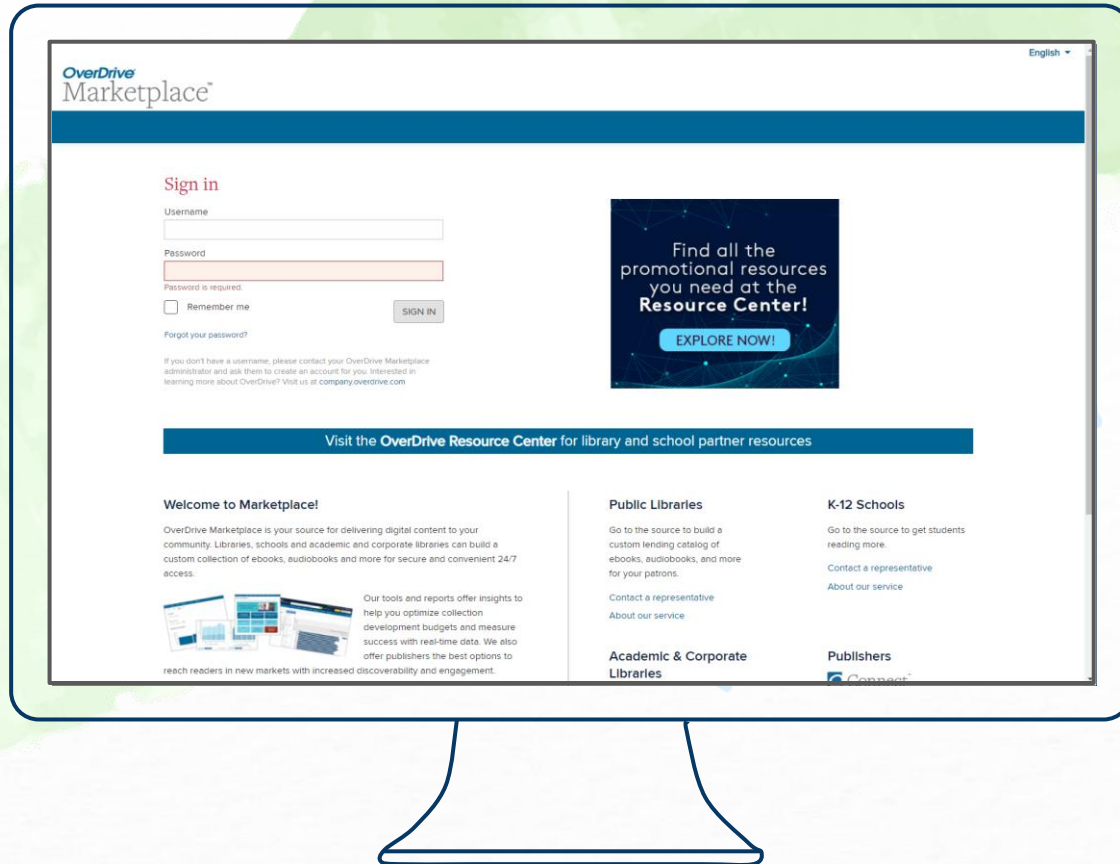 English
OverDrive
Marketplace™
Sign in
Username
Password
Password is required.
Remember me
SIGN IN
Forgot your password?
If you don't have a username, please contact your OverDrive Marketplace
administrator and ask them to create an account for you. Interested in
learning more about OverDrive? Visit us at company.overdrive.com
Find all the
promotional resources
you need at the
Resource Center!
EXPLORE NOW!
Visit the OverDrive Resource Center for library and school partner resources
Welcome to Marketplace!
OverDrive Marketplace is your source for delivering digital content to your
community. Libraries, schools and academic and corporate libraries can build a
custom collection of ebooks, audiobooks and more for secure and convenient 24/7
access.
Our tools and reports offer insights to
help you optimize collection
development budgets and measure
success with real-time data. We also
offer publishers the best options to
reach readers in new markets with increased discoverability and engagement.
Public Libraries
Go to the source to build a
custom lending catalog of
ebooks, audiobooks, and more
for your patrons.
Contact a representative
About our service
K-12 Schools
Go to the source to get students
reading more.
Contact a representative
About our service
Academic & Corporate
Libraries
Publishers
Connect™